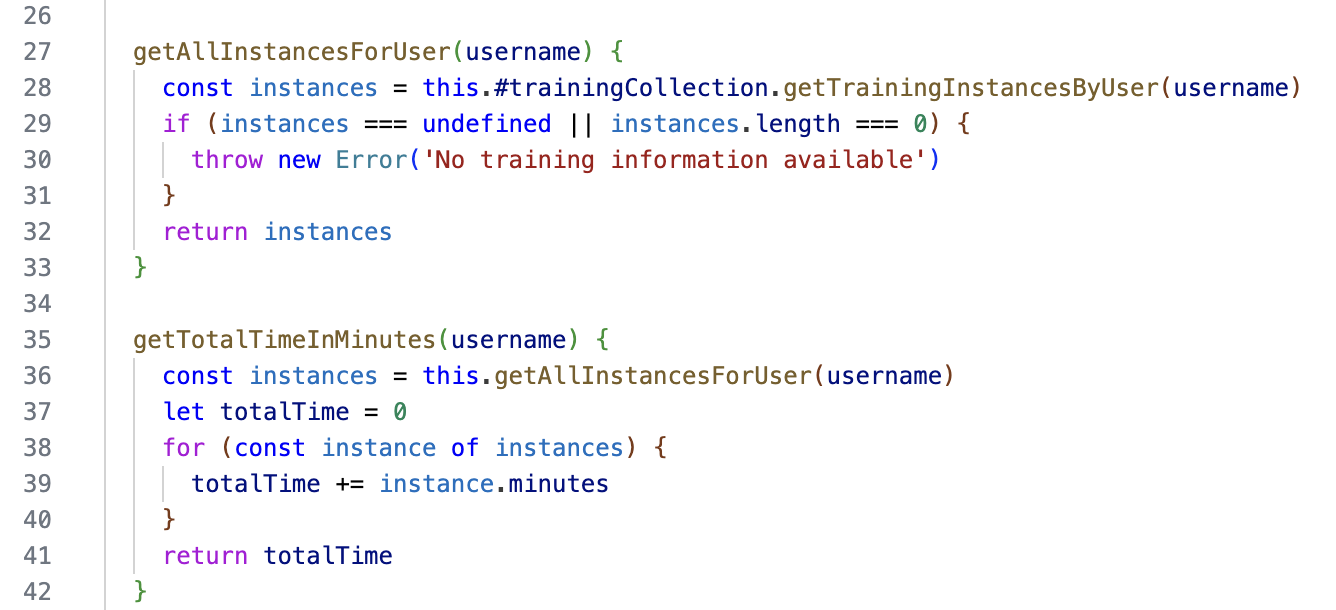 26
27 getAllInstancesForUser(username) {
28 const instances = this.#trainingCollection.getTrainingInstancesByUser(username)
29 if (instances === undefined || instances.length === 0) {
30 throw new Error('No training information available')
31 }
32 return instances
33 }
34
35 getTotalTimeInMinutes(username) {
36 const instances = this.getAllInstancesForUser(username)
37 let totalTime = 0
38 for (const instance of instances) {
39 totalTime += instance.minutes
40 }
41 return totalTime
42 }